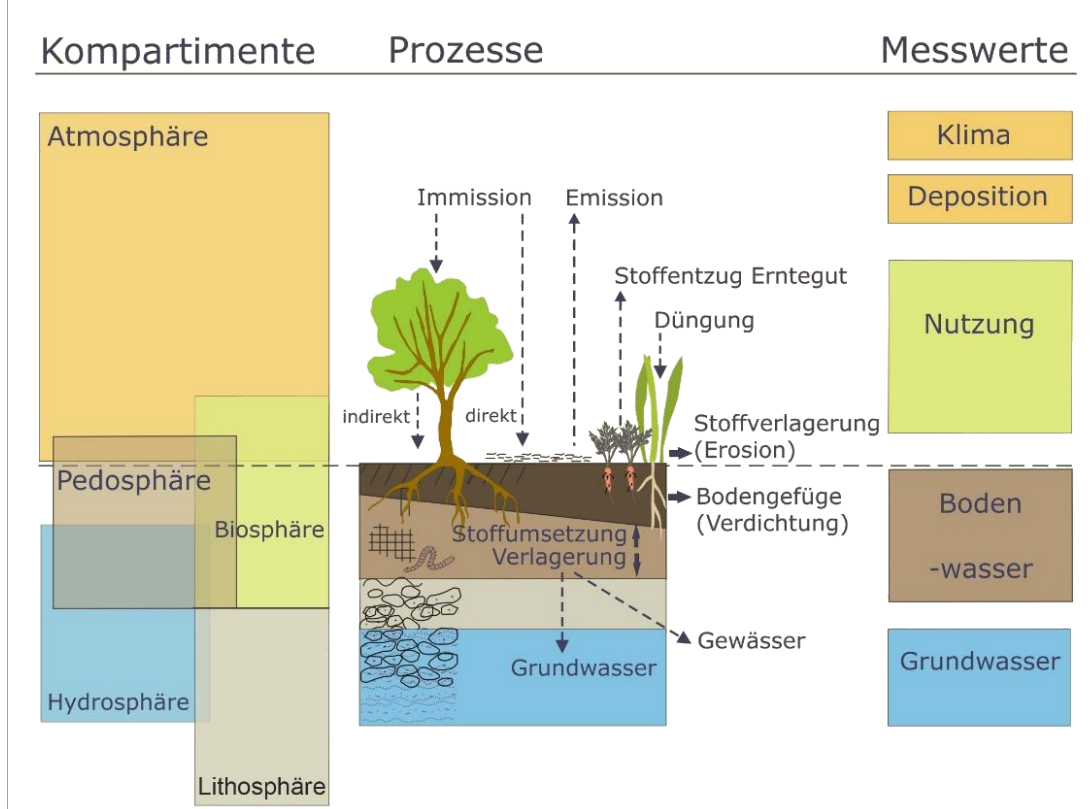 Kompartimente
Prozesse
Messwerte
Atmosphäre
Pedosphäre
Biosphäre
Hydrosphäre
Lithosphäre
Immission
Emission
Stoffentzug Erntegut
Düngung
indirekt
direkt
Stoffverlagerung
(Erosion)
Bodengefüge
(Verdichtung)
Stoffumsetzung
Verlagerung
Gewässer
Grundwasser
Klima
Deposition
Nutzung
Boden
-wasser
Grundwasser